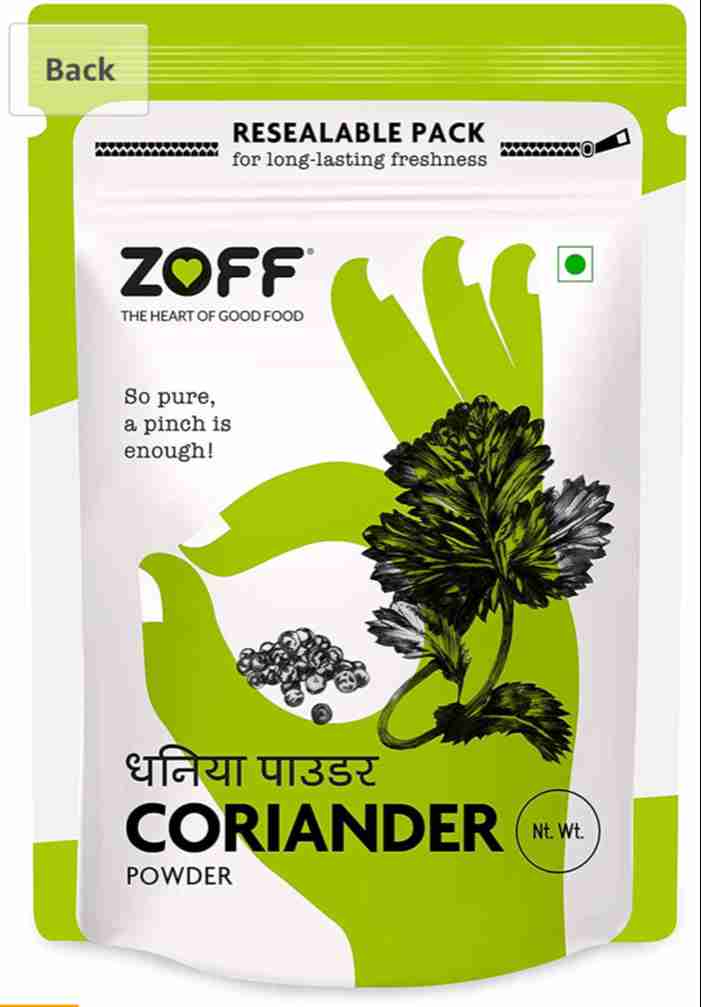 Back
RESEALABLE PACK
for long-lasting freshness
ZOFF®
THE HEART OF GOOD FOOD
So pure,
a pinch is
enough!
धनिया पाउडर
CORIANDER
POWDER
Nt. Wt.